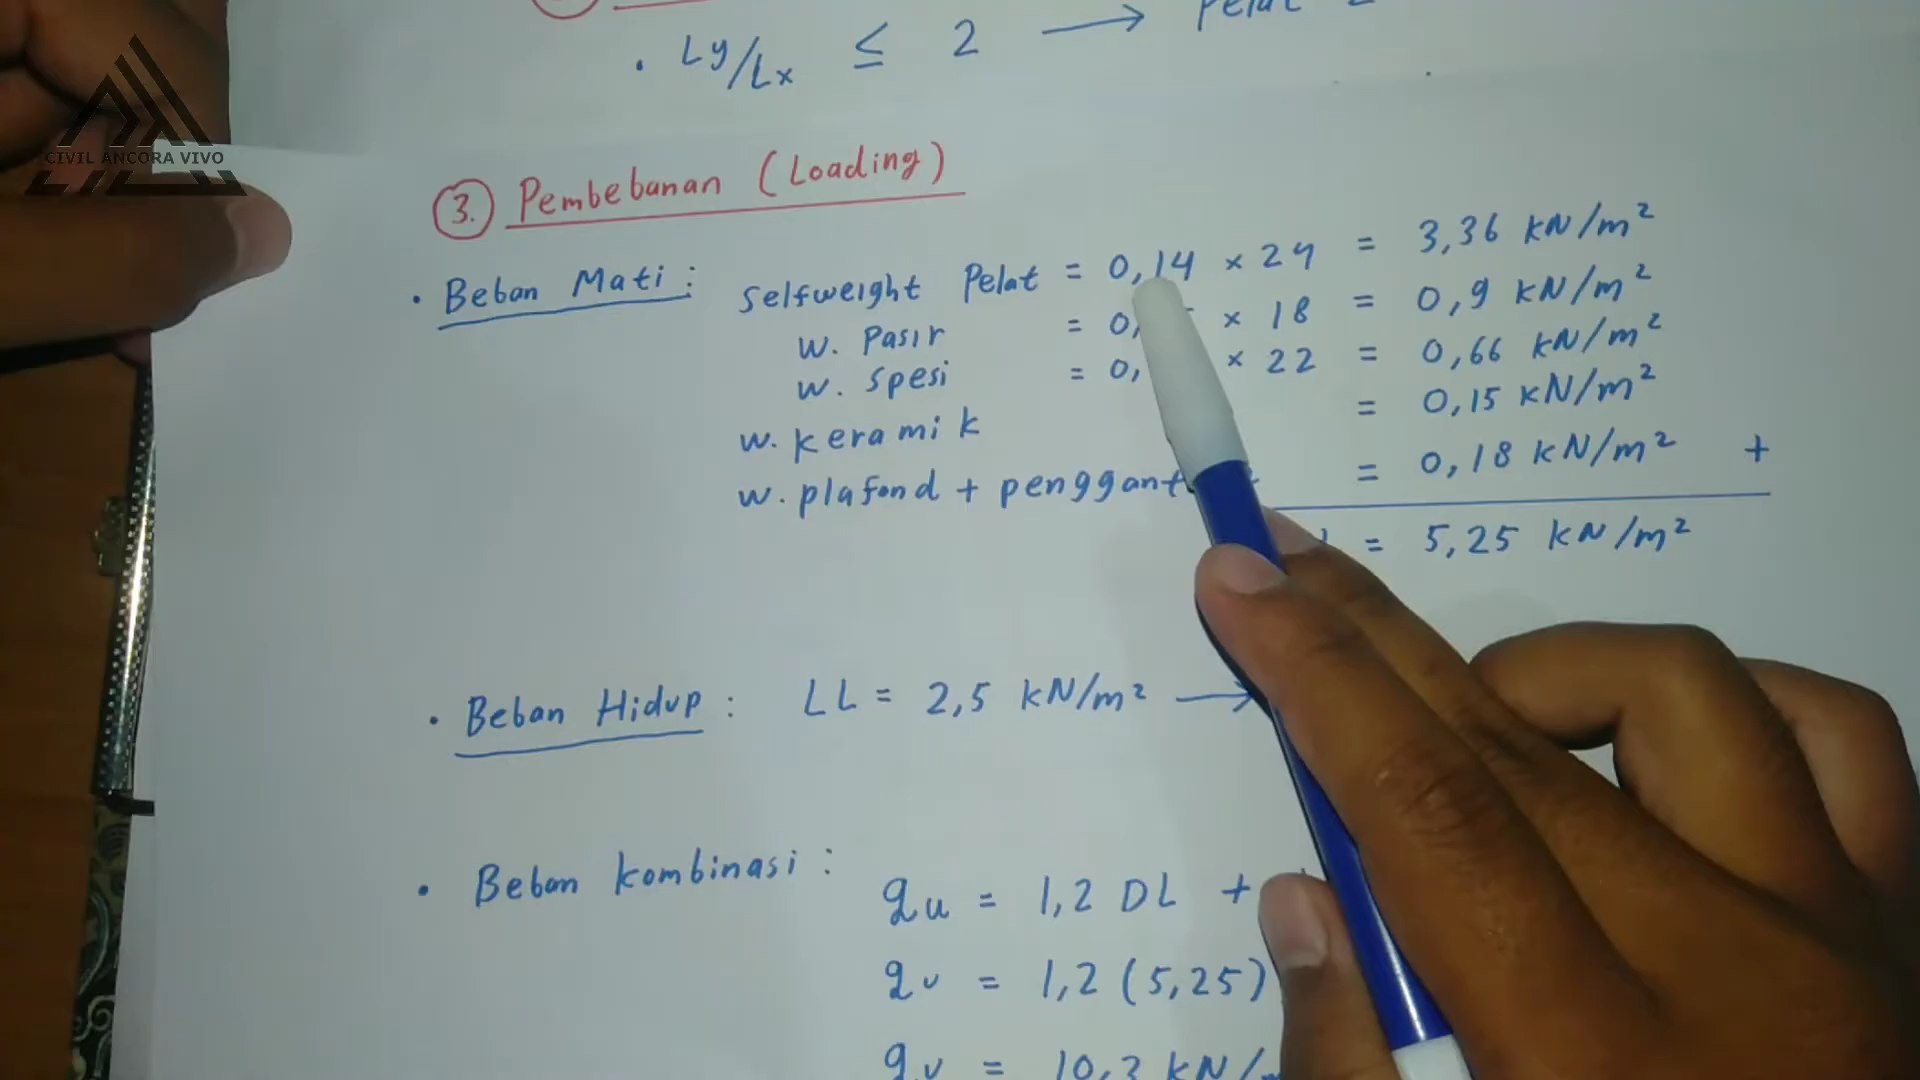 . Ly/Lx ≤ 2 → Pelat 2
CIVIL ANCORA VIVO
3. Pembebanan (Loading)
• Beban Mati : Selfweight Pelat = 0,14 × 24 = 3,36 kN/m²
w. Pasir = 0, × 18 = 0,9 kN/m²
w. Spesi = 0, × 22 = 0,66 kN/m²
w. keramik = 0,15 kN/m²
w. plafond + penggant = 0,18 kN/m² +
= 5,25 kN/m²
• Beban Hidup : LL = 2,5 kN/m² →
• Beban kombinasi :
qu = 1,2 DL +
qu = 1,2 (5,25)
qu = 10,3 kN/m